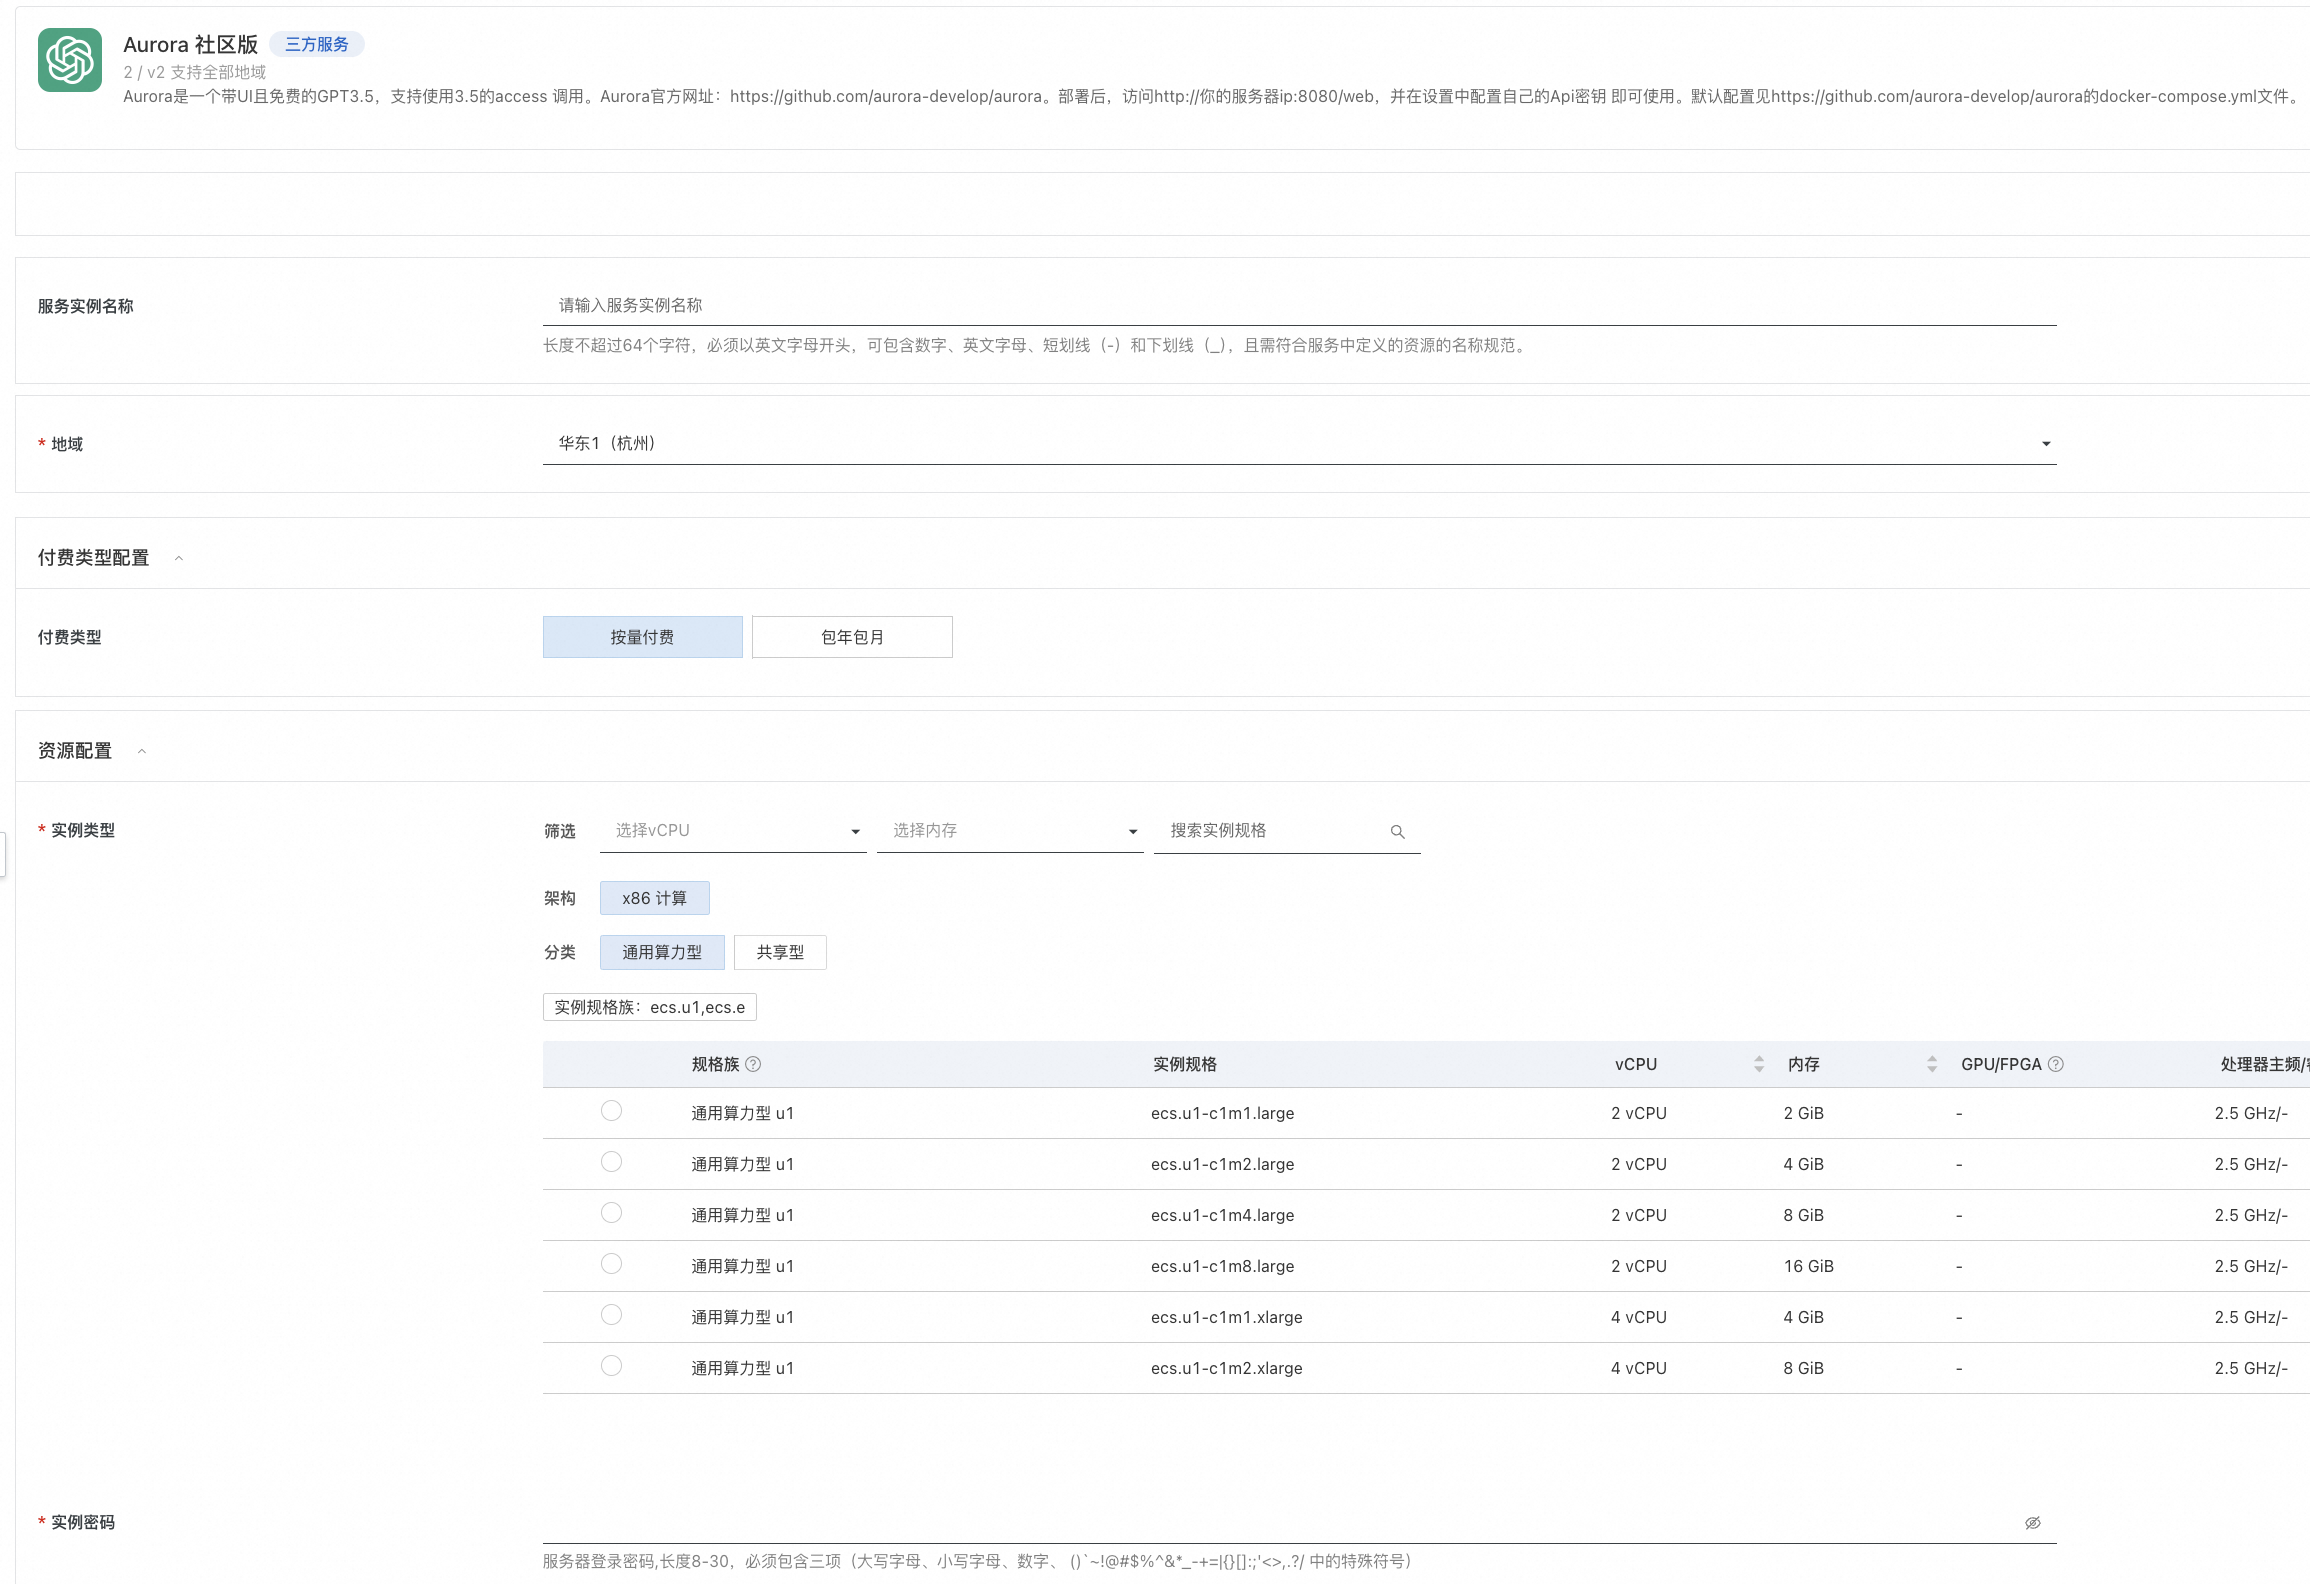 Aurora 社区版 三方服务
2 / v2 支持全部地域
Aurora是一个带UI且免费的GPT3.5，支持使用3.5的access 调用。Aurora官方网址：https://github.com/aurora-develop/aurora。部署后，访问http://你的服务器ip:8080/web，并在设置中配置自己的Api密钥 即可使用。默认配置见https://github.com/aurora-develop/aurora的docker-compose.yml文件。
服务实例名称 请输入服务实例名称
长度不超过64个字符，必须以英文字母开头，可包含数字、英文字母、短划线（-）和下划线（_），且需符合服务中定义的资源的名称规范。
* 地域 华东1（杭州）
付费类型配置
付费类型 按量付费 包年包月
资源配置
* 实例类型 筛选 选择vCPU 选择内存 搜索实例规格
架构 x86 计算
分类 通用算力型 共享型
实例规格族：ecs.u1,ecs.e
规格族 实例规格 vCPU 内存 GPU/FPGA 处理器主频/
通用算力型 u1 ecs.u1-c1m1.large 2 vCPU 2 GiB - 2.5 GHz/-
通用算力型 u1 ecs.u1-c1m2.large 2 vCPU 4 GiB - 2.5 GHz/-
通用算力型 u1 ecs.u1-c1m4.large 2 vCPU 8 GiB - 2.5 GHz/-
通用算力型 u1 ecs.u1-c1m8.large 2 vCPU 16 GiB - 2.5 GHz/-
通用算力型 u1 ecs.u1-c1m1.xlarge 4 vCPU 4 GiB - 2.5 GHz/-
通用算力型 u1 ecs.u1-c1m2.xlarge 4 vCPU 8 GiB - 2.5 GHz/-
* 实例密码
服务器登录密码,长度8-30，必须包含三项（大写字母、小写字母、数字、 ()`~!@#$%^&*_-+=|{}[]:;'<>,.?/ 中的特殊符号）